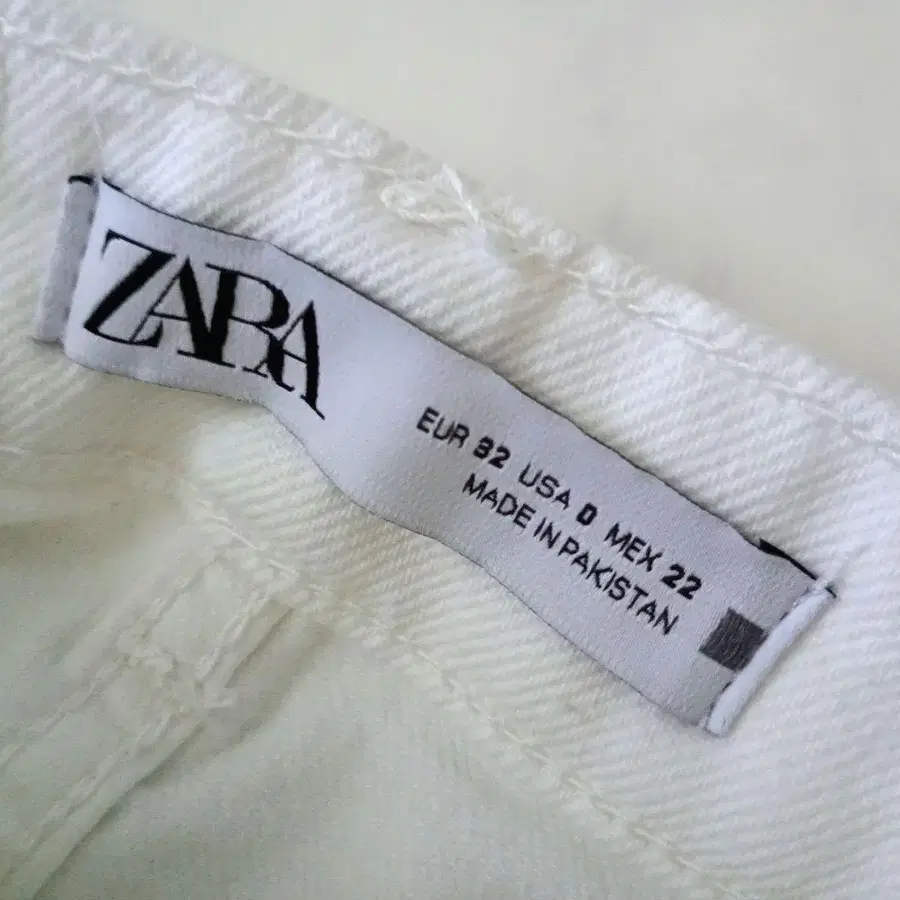 ZARA
EUR 32 USA 0 MEX 22
MADE IN PAKISTAN